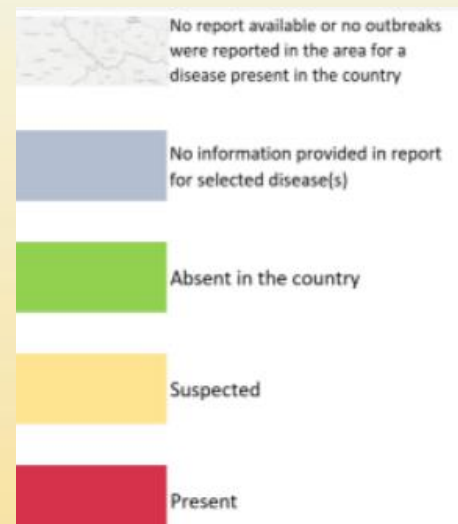 No report available or no outbreaks
were reported in the area for a
disease present in the country
No information provided in report
for selected disease(s)
Absent in the country
Suspected
Present